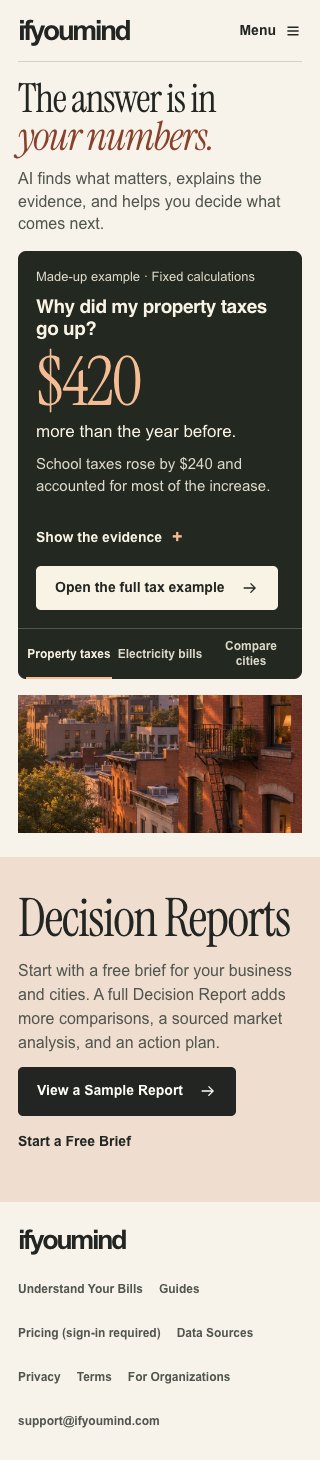 ifyoumind
Menu
The answer is in
your numbers.
AI finds what matters, explains the
evidence, and helps you decide what
comes next.
Made-up example · Fixed calculations
Why did my property taxes
go up?
$420
more than the year before.
School taxes rose by $240 and
accounted for most of the increase.
Show the evidence +
Open the full tax example →
Property taxes
Electricity bills
Compare
cities
Decision Reports
Start with a free brief for your business
and cities. A full Decision Report adds
more comparisons, a sourced market
analysis, and an action plan.
View a Sample Report →
Start a Free Brief
ifyoumind
Understand Your Bills Guides
Pricing (sign-in required) Data Sources
Privacy Terms For Organizations
support@ifyoumind.com